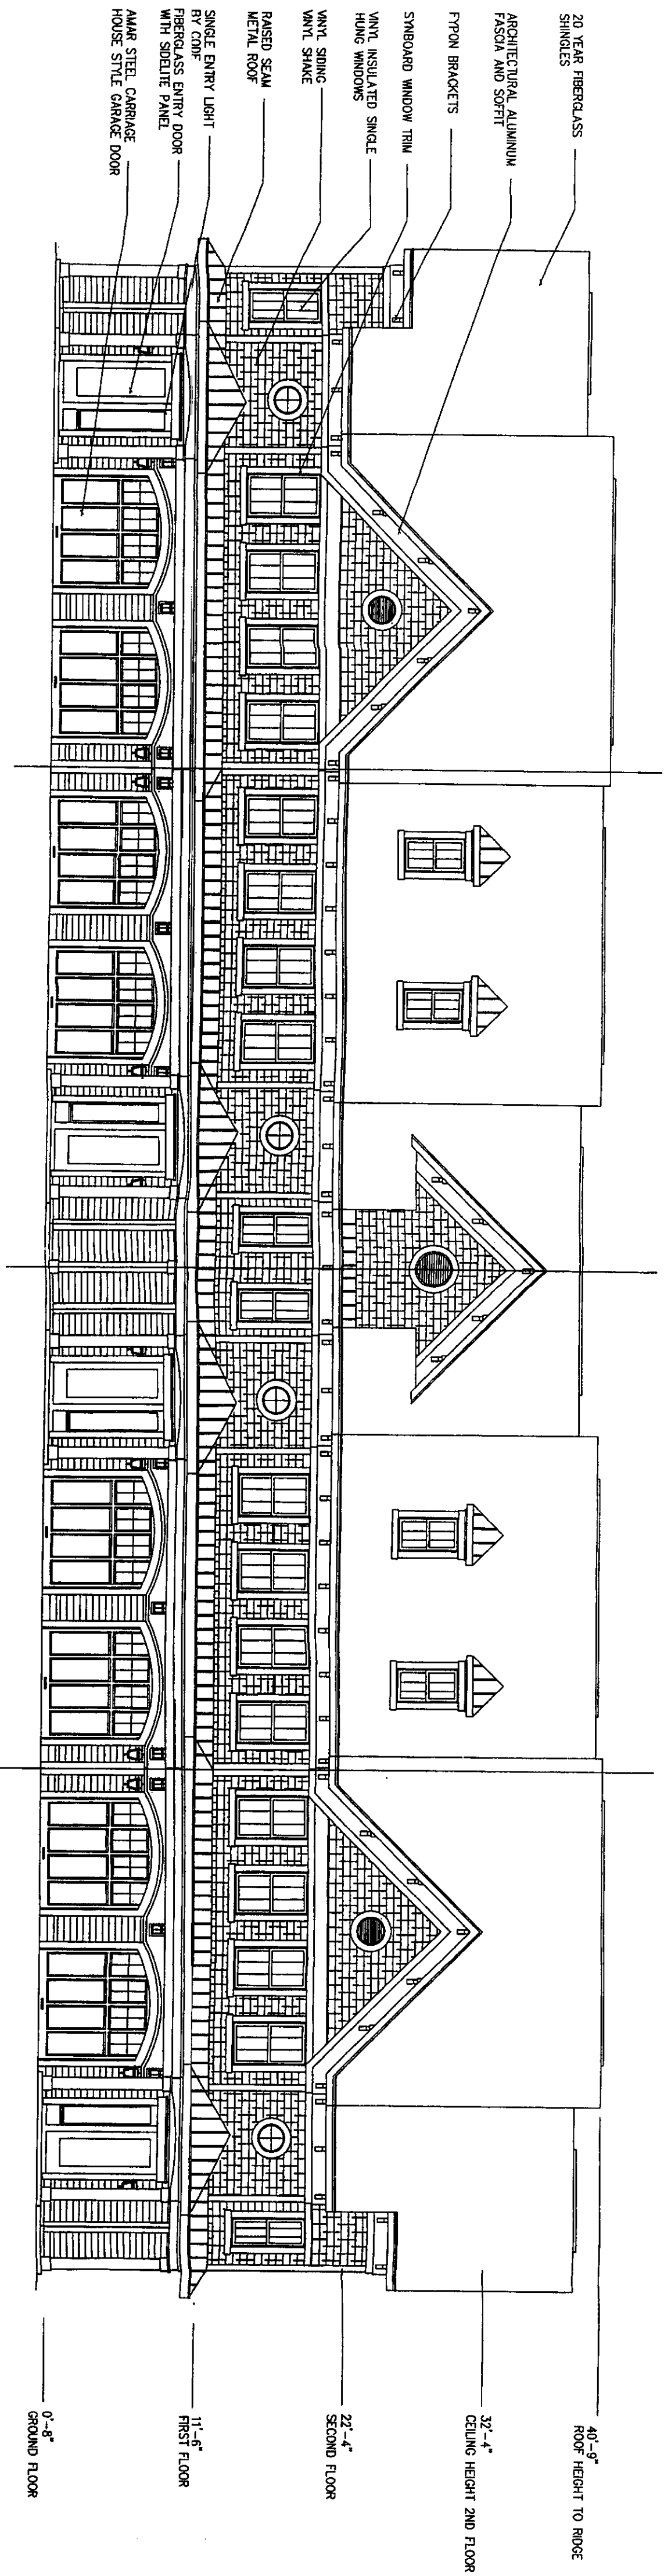 20 YEAR FIBERGLASS
SHINGLES
ARCHITECTURAL ALUMINUM
FASCIA AND SOFFIT
FYPON BRACKETS
SYNBOARD WINDOW TRIM
VINYL INSULATED SINGLE
HUNG WINDOWS
VINYL SIDING
VINYL SHAKE
RAISED SEAM
METAL ROOF
SINGLE ENTRY LIGHT
BY CODE
FIBERGLASS ENTRY DOOR
WITH SIDELITE PANEL
AMAR STEEL CARRIAGE
HOUSE STYLE GARAGE DOOR
40'-9"
ROOF HEIGHT TO RIDGE
32'-4"
CEILING HEIGHT 2ND FLOOR
22'-4"
SECOND FLOOR
11'-6"
FIRST FLOOR
0'-8"
GROUND FLOOR